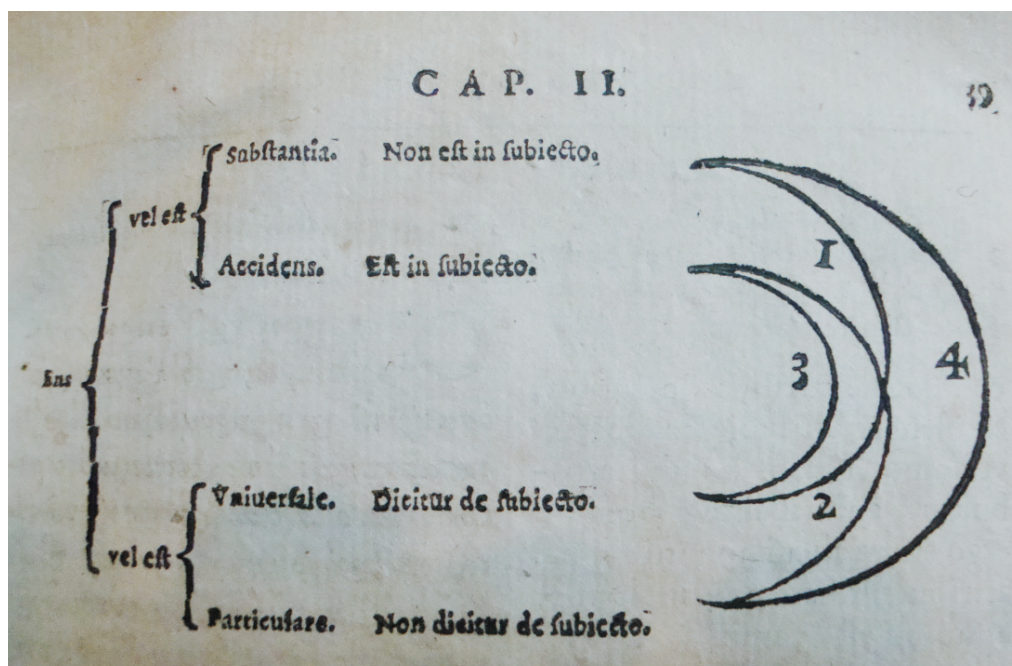 CAP. II.
39
Substantia. Non eſt in ſubiecto.
vel eſt
Accidens. Eſt in ſubiecto.
1
3
4
Ens
Vniuerſale. Dicitur de ſubiecto.
2
vel eſt
Particulare. Non dicitur de ſubiecto.